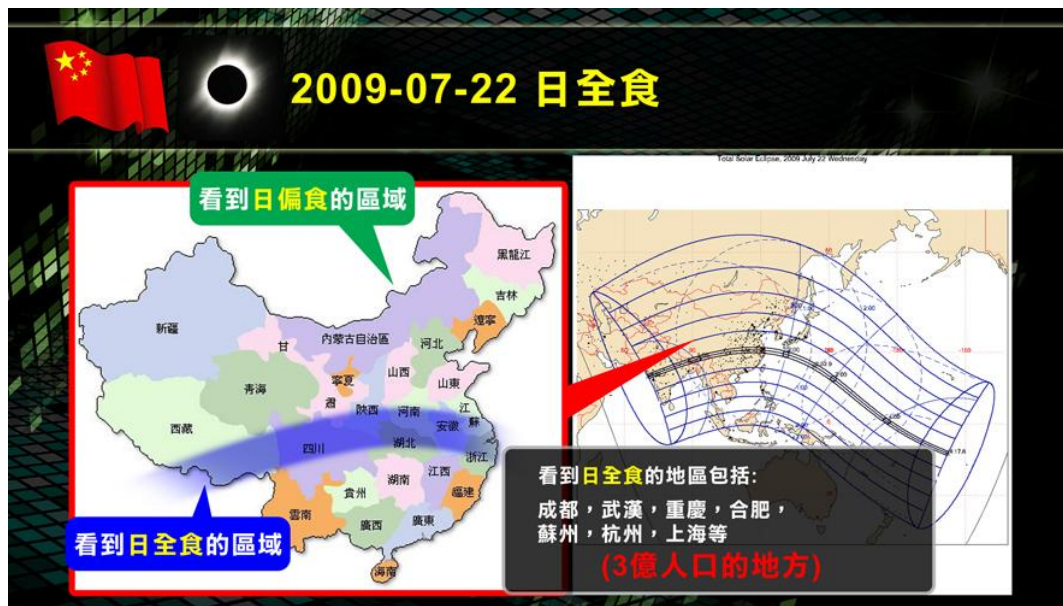 2009-07-22 日全食
Total Solar Eclipse, 2009 July 22 Wednesday
看到日偏食的區域
黑龍江
吉林
遼寧
新疆
內蒙古自治區
甘
河北
山西
寧夏
山東
青海
肅
陝西
河南
江
蘇
安徽
西藏
四川
湖北
浙江
江西
湖南
貴州
福建
雲南
廣西
廣東
海南
看到日全食的區域
看到日全食的地區包括:
成都，武漢，重慶，合肥，
蘇州，杭州，上海等
(3億人口的地方)